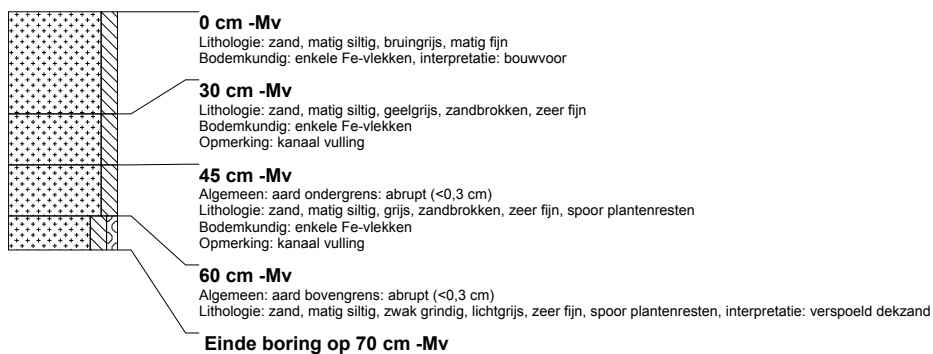 0 cm -Mv
Lithologie: zand, matig siltig, bruingrijs, matig fijn
Bodemkundig: enkele Fe-vlekken, interpretatie: bouwvoor
30 cm -Mv
Lithologie: zand, matig siltig, geelgrijs, zandbrokken, zeer fijn
Bodemkundig: enkele Fe-vlekken
Opmerking: kanaal vulling
45 cm -Mv
Algemeen: aard ondergrens: abrupt (<0,3 cm)
Lithologie: zand, matig siltig, grijs, zandbrokken, zeer fijn, spoor plantenresten
Bodemkundig: enkele Fe-vlekken
Opmerking: kanaal vulling
60 cm -Mv
Algemeen: aard bovengrens: abrupt (<0,3 cm)
Lithologie: zand, matig siltig, zwak grindig, lichtgrijs, zeer fijn, spoor plantenresten, interpretatie: verspoeld dekzand
Einde boring op 70 cm -Mv